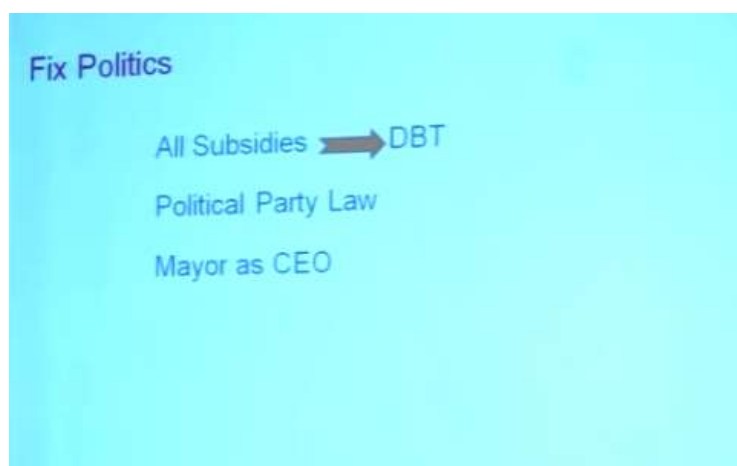 Fix Politics
All Subsidies DBT
Political Party Law
Mayor as CEO